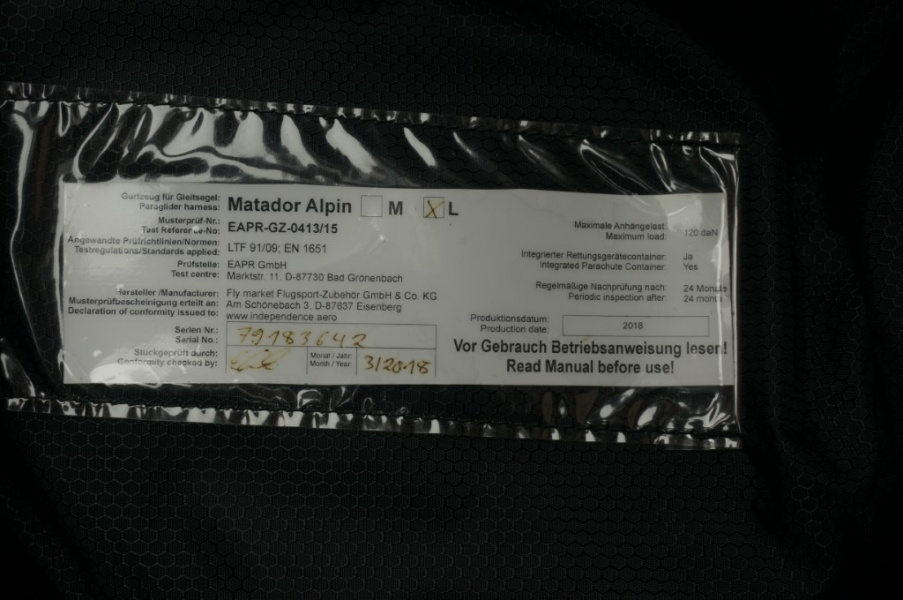 Gurtzeug für Gleitsegel:
Paraglider harness:
Matador Alpin M X L
Musterprüf-Nr.:
Test Reference-No:
EAPR-GZ-0413/15
Angewandte Prüfrichtlinien/Normen:
Testregulations/Standards applied:
LTF 91/09; EN 1651
Prüfstelle:
Test centre:
EAPR GmbH
Marktstr. 11, D-87730 Bad Grönenbach
Hersteller /Manufacturer:
Musterprüfbescheinigung erteilt an:
Declaration of conformity issued to:
Fly market Flugsport-Zubehör GmbH & Co. KG
Am Schönebach 3, D-87637 Eisenberg
www.independence.aero
Serien Nr.:
Serial No.:
79183642
Stückgeprüft durch:
Conformity checked by:
Monat / Jahr:
Month / Year:
3/2018
Maximale Anhängelast:
Maximum load:
120 daN
Integrierter Rettungsgerätecontainer:
Integrated Parachute Container:
Ja
Yes
Regelmäßige Nachprüfung nach:
Periodic inspection after:
24 Monate
24 month
Produktionsdatum:
Production date:
2018
Vor Gebrauch Betriebsanweisung lesen!
Read Manual before use!